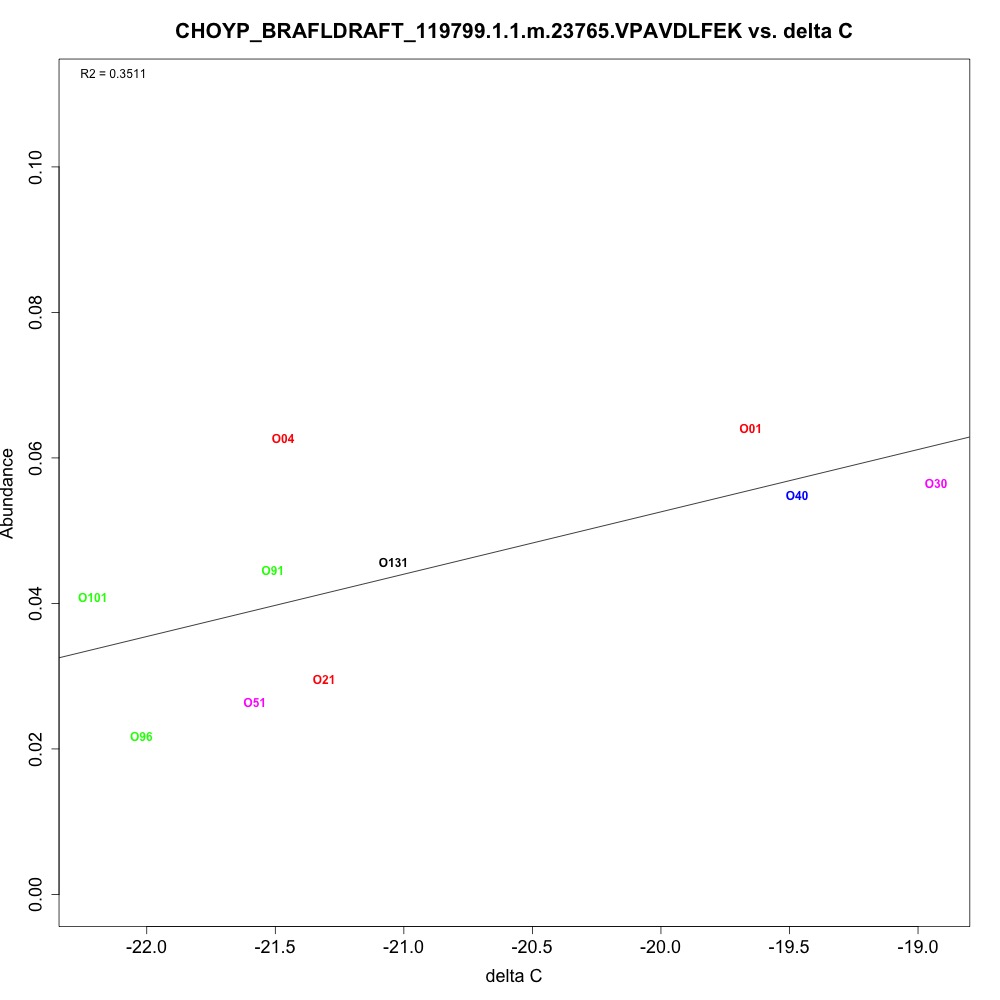 CHOYP_BRAFLDRAFT_119799.1.1.m.23765.VPAVDLFEK vs. delta C
R2 = 0.3511
0.10
0.08
O04
O01
0.06
O30
O40
O131
O91
O101
0.04
O21
O51
O96
0.02
0.00
Abundance
-22.0 -21.5 -21.0 -20.5 -20.0 -19.5 -19.0
delta C